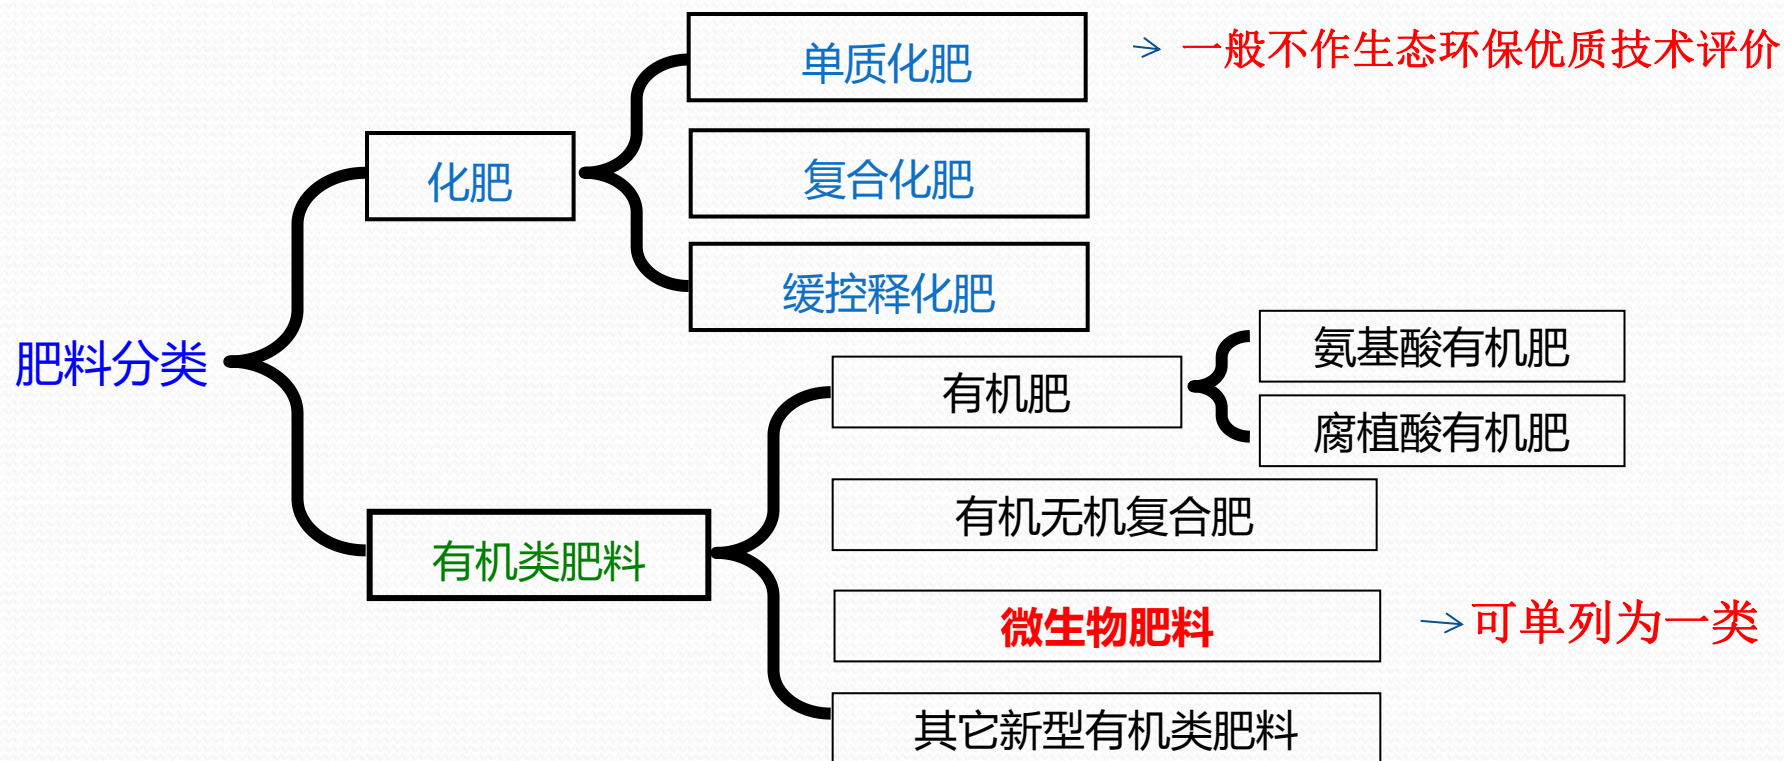 单质化肥
一般不作生态环保优质技术评价
化肥
复合化肥
缓控释化肥
肥料分类
有机肥
氨基酸有机肥
腐植酸有机肥
有机类肥料
有机无机复合肥
微生物肥料
可单列为一类
其它新型有机类肥料